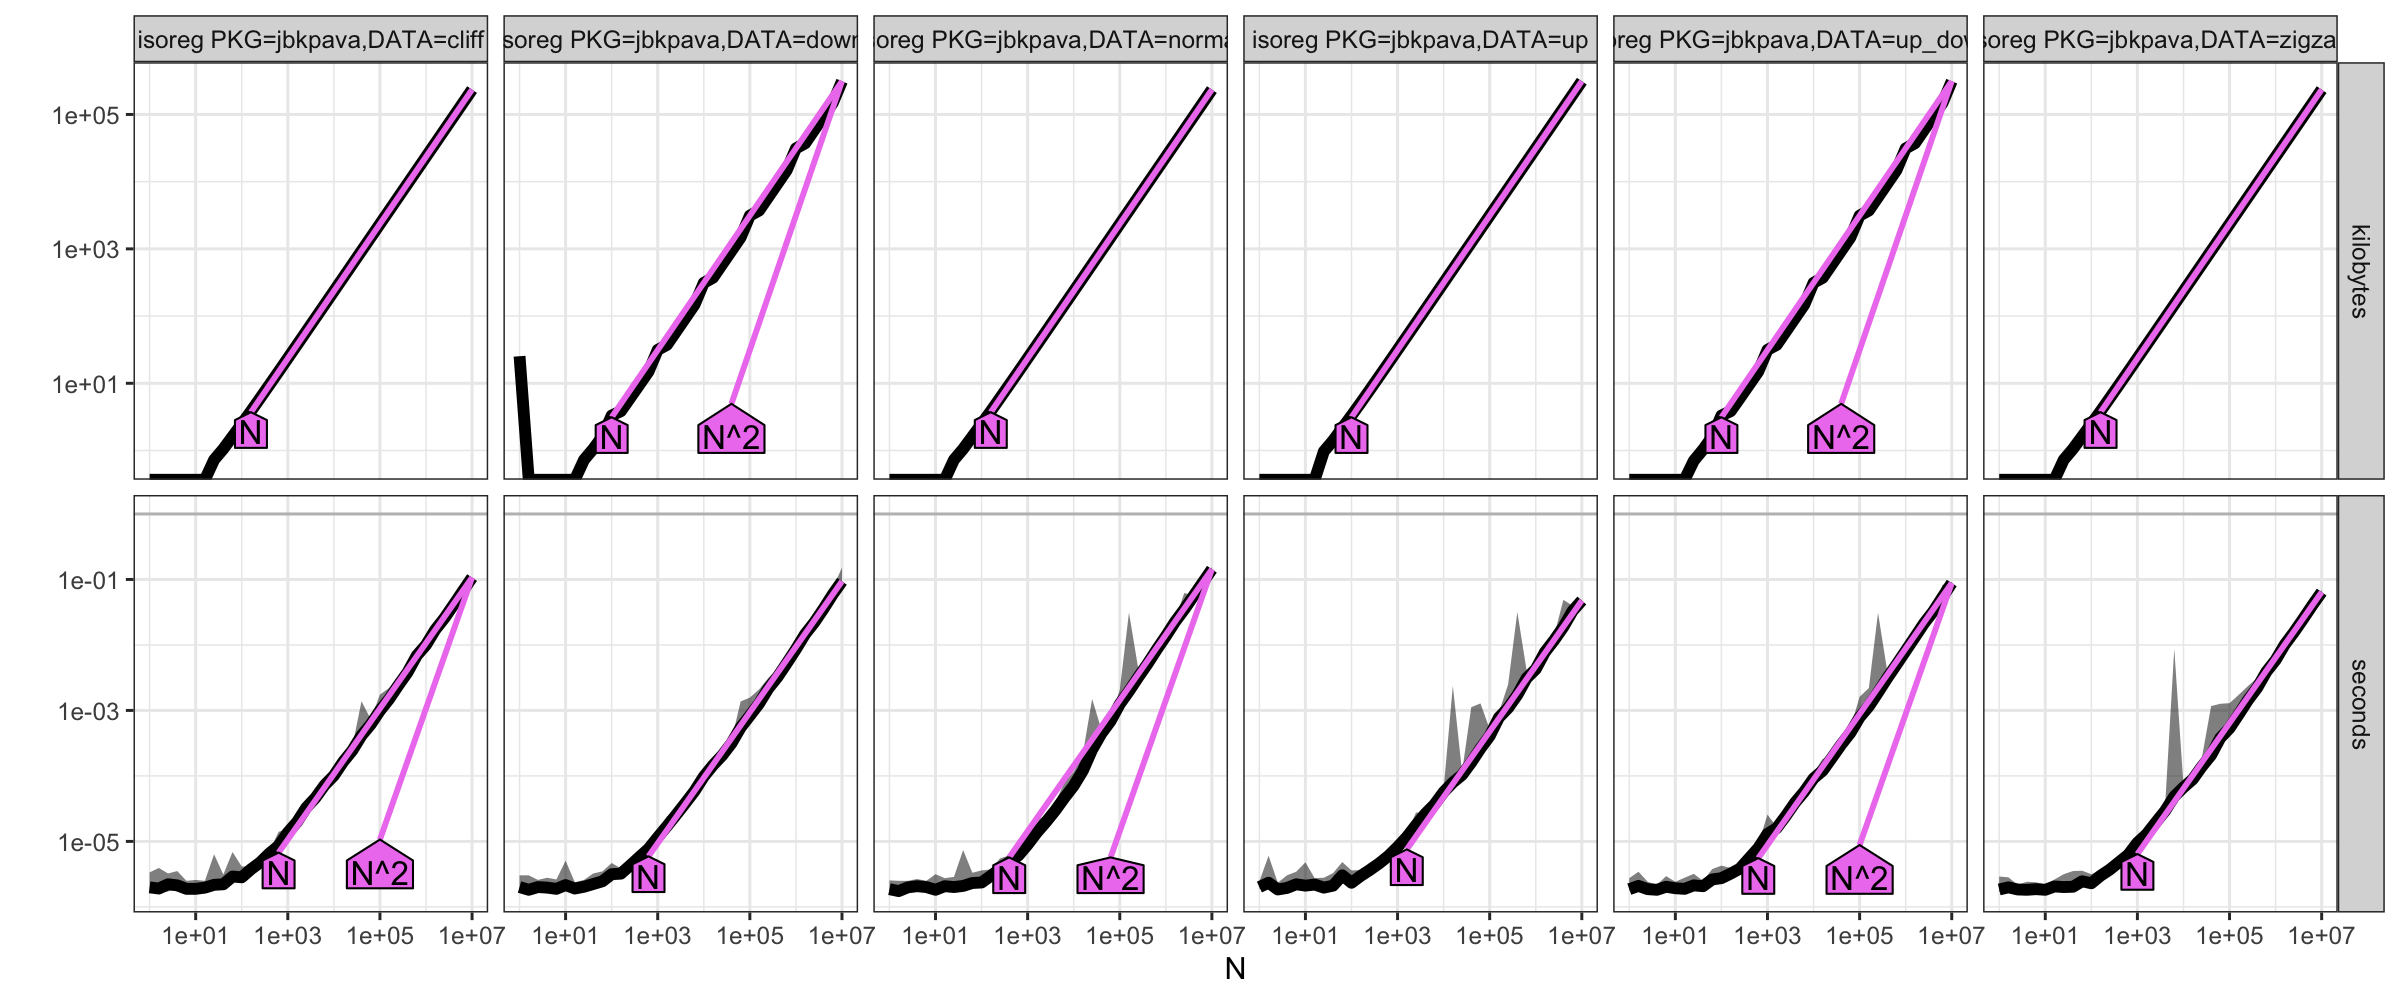 isoreg PKG=jbkpava,DATA=cliff
soreg PKG=jbkpava,DATA=down
oreg PKG=jbkpava,DATA=norma
isoreg PKG=jbkpava,DATA=up
oreg PKG=jbkpava,DATA=up_dow
soreg PKG=jbkpava,DATA=zigza
1e+05
1e+03
1e+01
N
N
N^2
N
N
N
N^2
N
kilobytes
1e-01
1e-03
1e-05
N
N^2
N
N
N^2
N
N
N^2
N
seconds
1e+01 1e+03 1e+05 1e+07
1e+01 1e+03 1e+05 1e+07
1e+01 1e+03 1e+05 1e+07
1e+01 1e+03 1e+05 1e+07
1e+01 1e+03 1e+05 1e+07
1e+01 1e+03 1e+05 1e+07
N